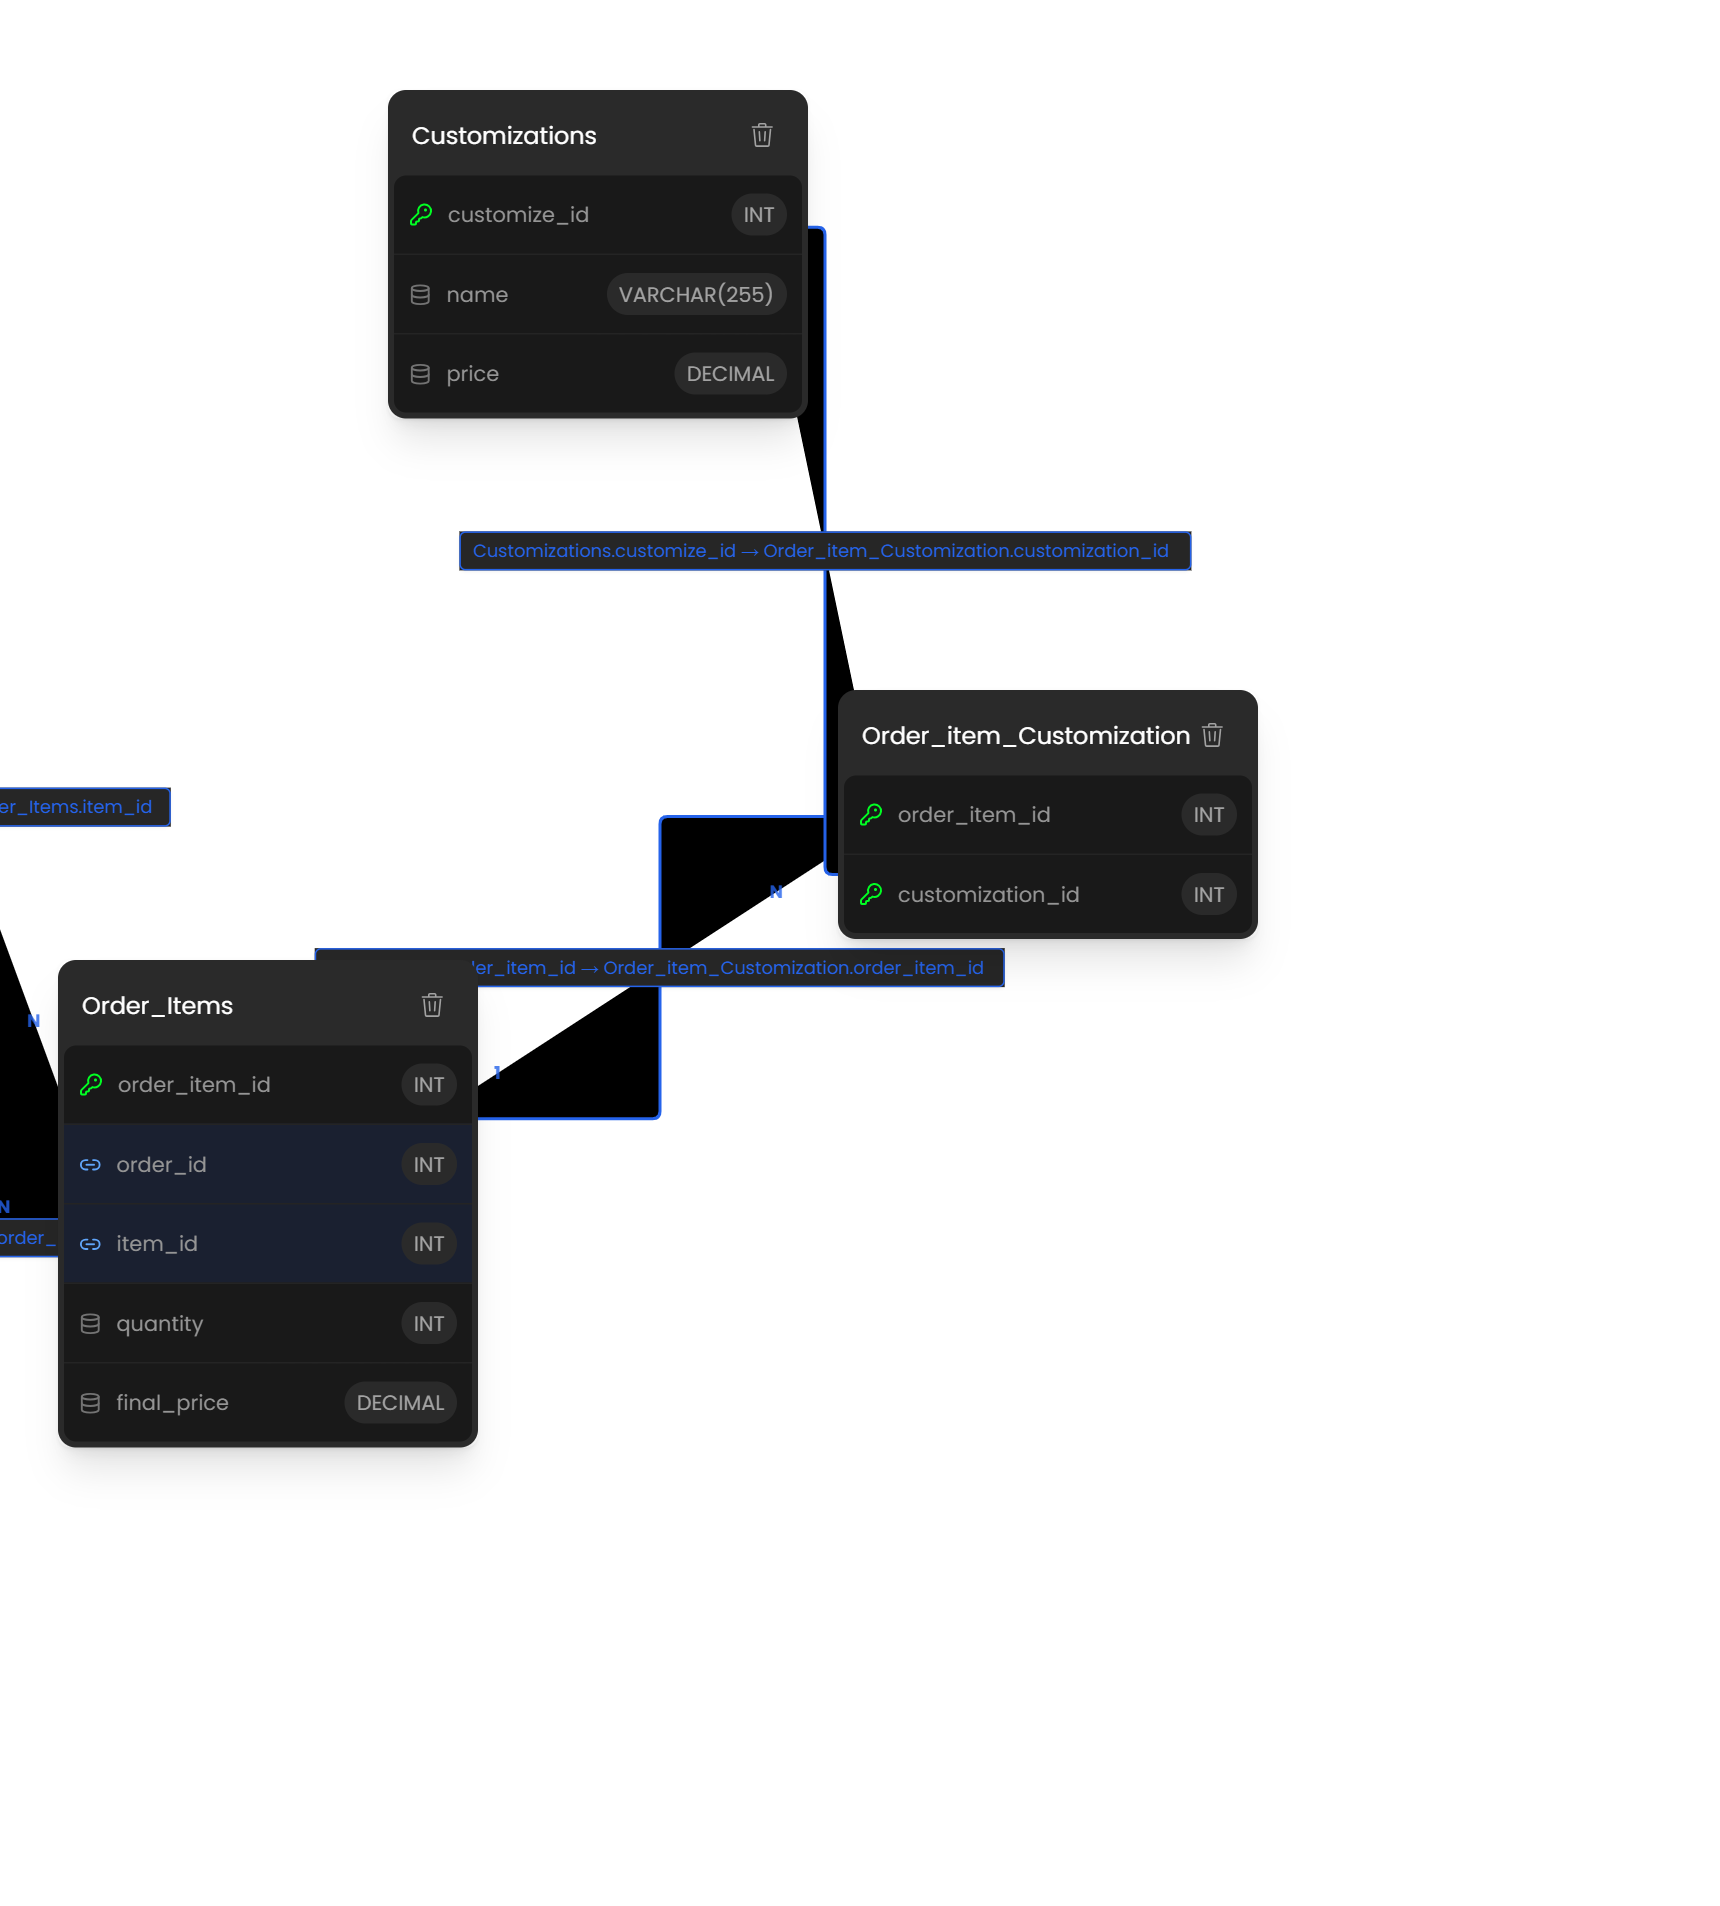 Customizations
customize_id INT
name VARCHAR(255)
price DECIMAL
Customizations.customize_id → Order_item_Customization.customization_id
Order_item_Customization
order_item_id INT
customization_id INT
er_Items.item_id
N
er_item_id → Order_item_Customization.order_item_id
Order_Items
N
1
order_item_id INT
order_id INT
N
order_
item_id INT
quantity INT
final_price DECIMAL